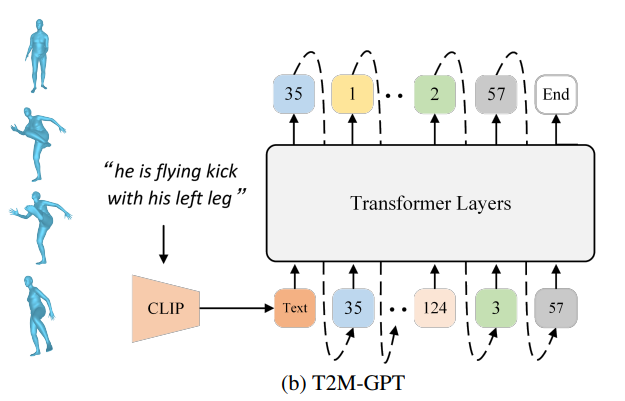 35 1 .. 2 57 End
“he is flying kick
with his left leg”
Transformer Layers
CLIP
Text 35 .. 124 3 57
(b) T2M-GPT